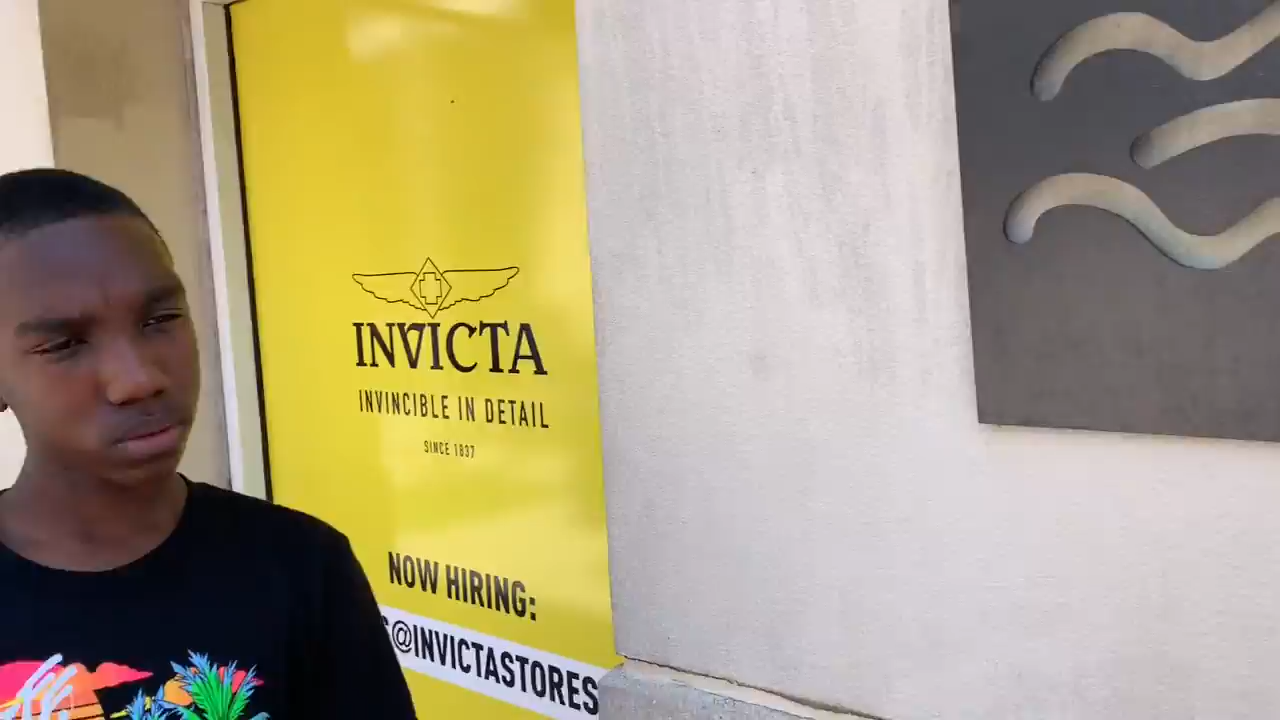 INVICTA
INVINCIBLE IN DETAIL
SINCE 1837
NOW HIRING:
S@INVICTASTORES